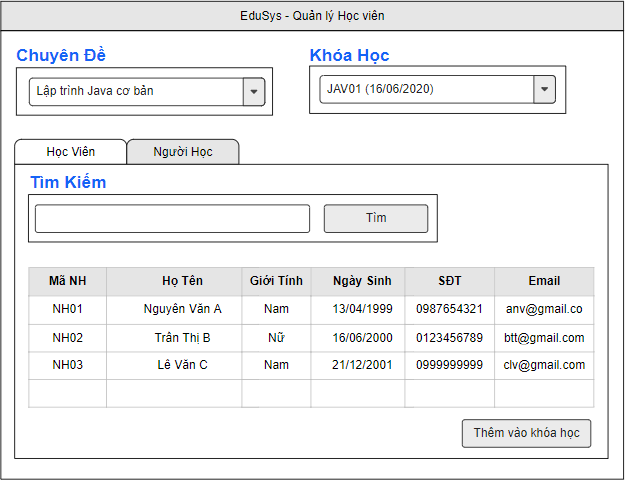 EduSys - Quản lý Học viên
Chuyên Đề
Khóa Học
Lập trình Java cơ bản
JAV01 (16/06/2020)
Học Viên
Người Học
Tìm Kiếm
Tìm
Mã NH Họ Tên Giới Tính Ngày Sinh SĐT Email
NH01 Nguyên Văn A Nam 13/04/1999 0987654321 anv@gmail.co
NH02 Trân Thị B Nữ 16/06/2000 0123456789 btt@gmail.com
NH03 Lê Văn C Nam 21/12/2001 0999999999 clv@gmail.com
Thêm vào khóa học